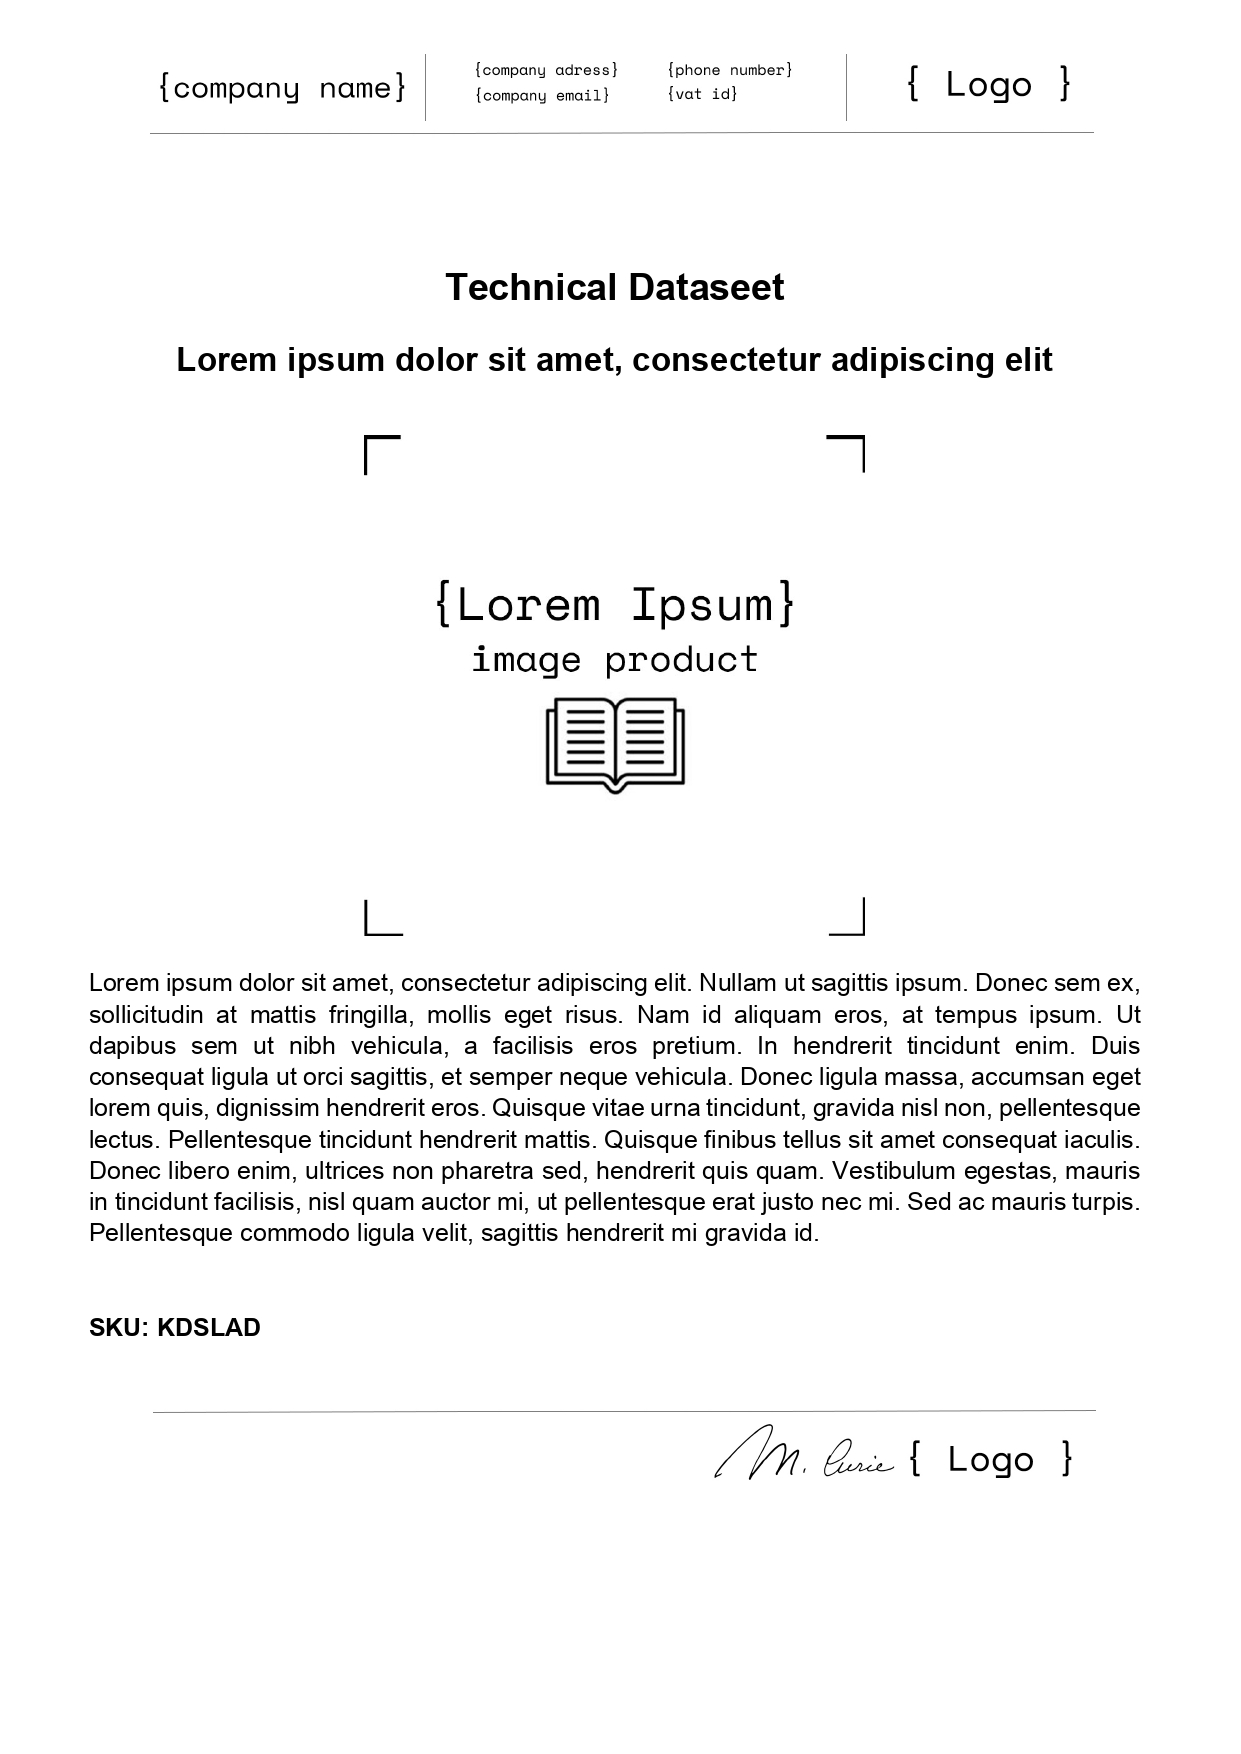 {company name}
{company adress} {phone number}
{company email} {vat id}
{ Logo }
Technical Dataseet
Lorem ipsum dolor sit amet, consectetur adipiscing elit
{Lorem Ipsum}
image product
Lorem ipsum dolor sit amet, consectetur adipiscing elit. Nullam ut sagittis ipsum. Donec sem ex,
sollicitudin at mattis fringilla, mollis eget risus. Nam id aliquam eros, at tempus ipsum. Ut
dapibus sem ut nibh vehicula, a facilisis eros pretium. In hendrerit tincidunt enim. Duis
consequat ligula ut orci sagittis, et semper neque vehicula. Donec ligula massa, accumsan eget
lorem quis, dignissim hendrerit eros. Quisque vitae urna tincidunt, gravida nisl non, pellentesque
lectus. Pellentesque tincidunt hendrerit mattis. Quisque finibus tellus sit amet consequat iaculis.
Donec libero enim, ultrices non pharetra sed, hendrerit quis quam. Vestibulum egestas, mauris
in tincidunt facilisis, nisl quam auctor mi, ut pellentesque erat justo nec mi. Sed ac mauris turpis.
Pellentesque commodo ligula velit, sagittis hendrerit mi gravida id.
SKU: KDSLAD
M. Curie { Logo }